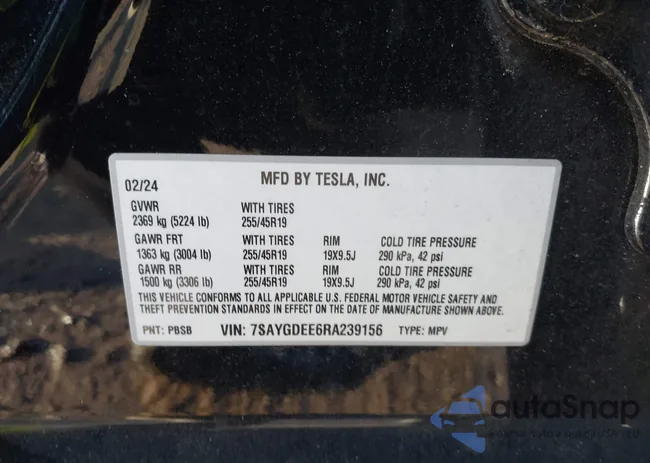 02/24 MFD BY TESLA, INC.
GVWR WITH TIRES
2369 kg (5224 lb) 255/45R19
GAWR FRT WITH TIRES RIM COLD TIRE PRESSURE
1363 kg (3004 lb) 255/45R19 19X9.5J 290 kPa, 42 psi
GAWR RR WITH TIRES RIM COLD TIRE PRESSURE
1500 kg (3306 lb) 255/45R19 19X9.5J 290 kPa, 42 psi
THIS VEHICLE CONFORMS TO ALL APPLICABLE U.S. FEDERAL MOTOR VEHICLE SAFETY AND
THEFT PREVENTION STANDARDS IN EFFECT ON THE DATE OF MANUFACTURE SHOWN ABOVE.
PNT: PBSB VIN: 7SAYGDEE6RA239156 TYPE: MPV
autoSnap